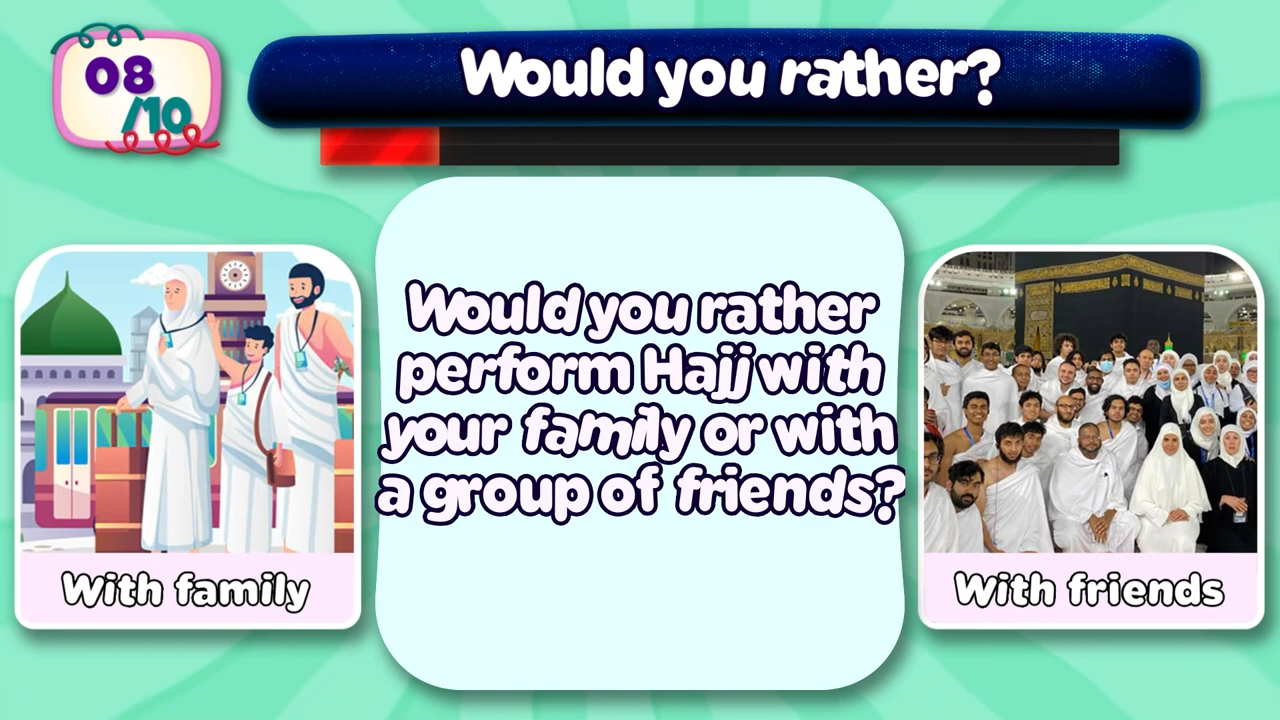 08
/10
Would you rather?
Would you rather
perform Hajj with
your family or with
a group of friends?
With family
With friends